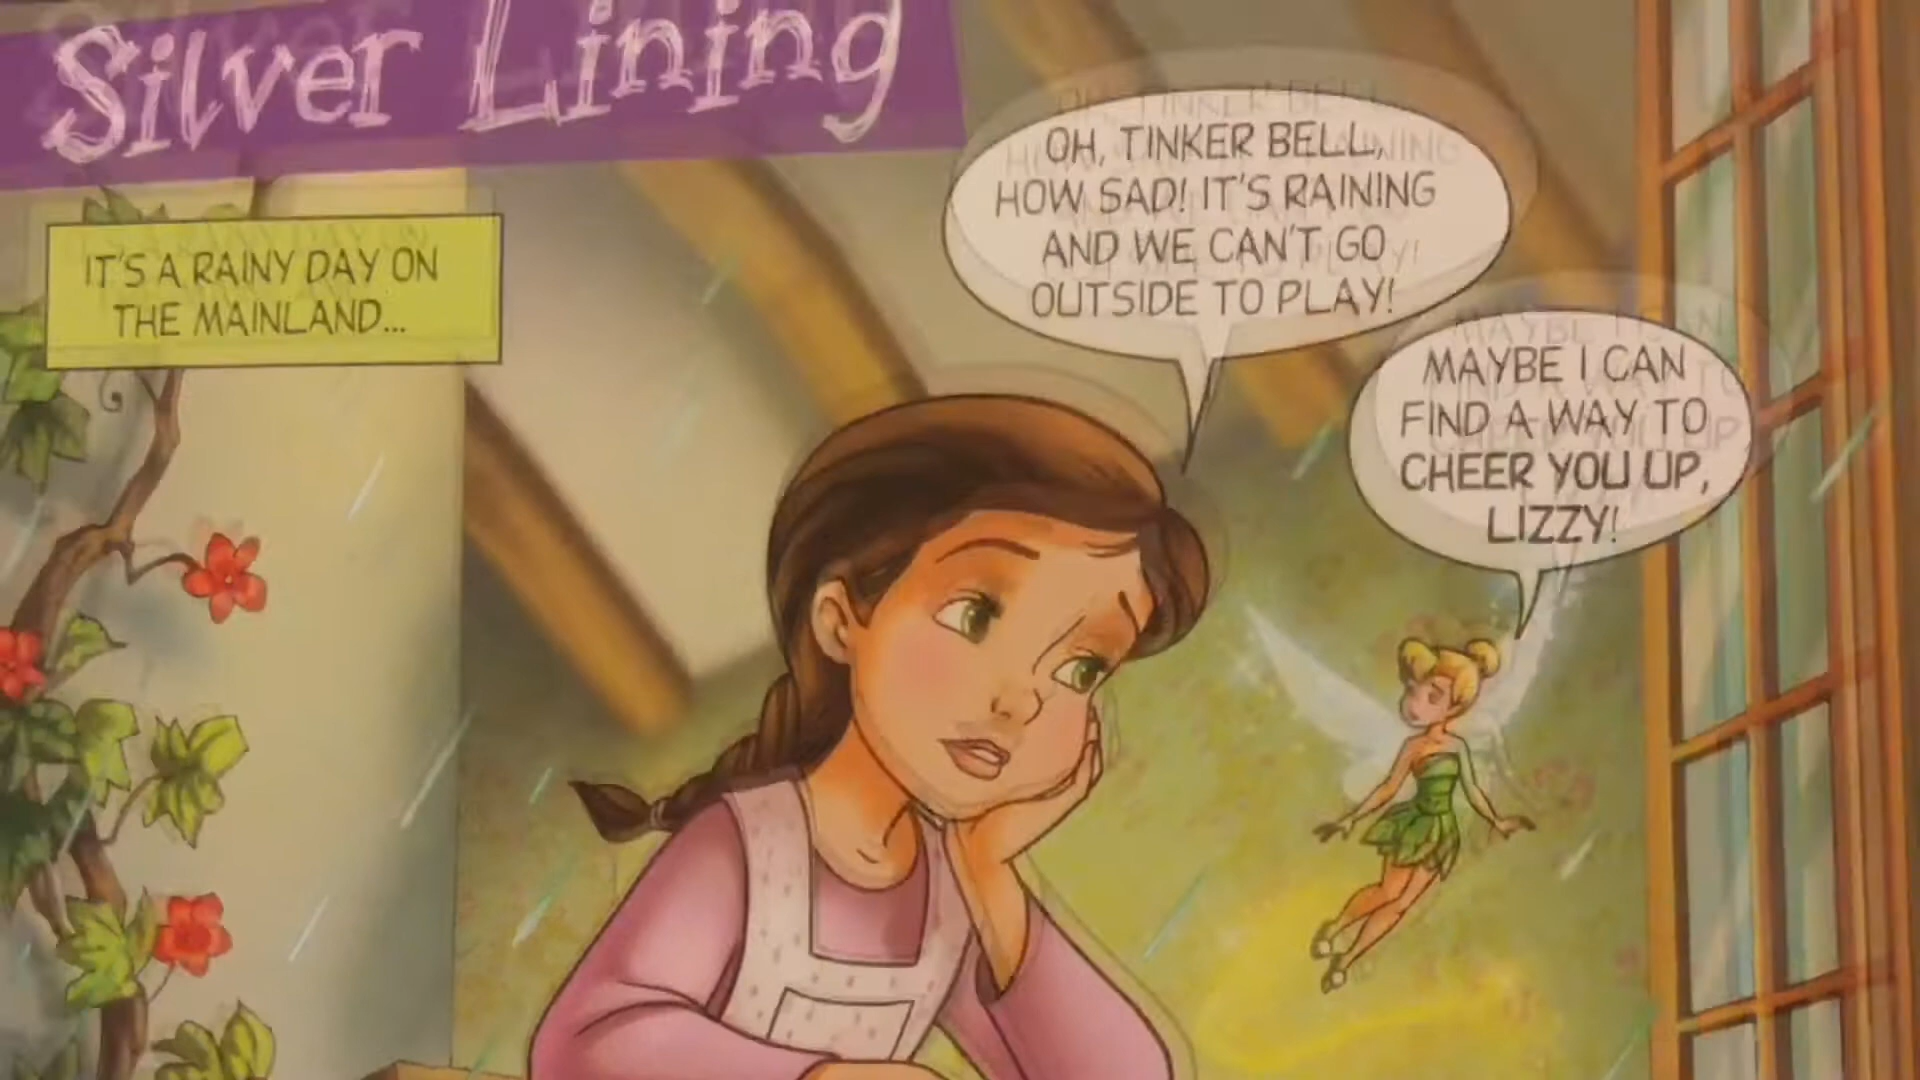 Silver Lining
IT'S A RAINY DAY ON
THE MAINLAND...
OH, TINKER BELL,
HOW SAD! IT'S RAINING
AND WE CAN'T GO
OUTSIDE TO PLAY!
MAYBE I CAN
FIND A WAY TO
CHEER YOU UP,
LIZZY!